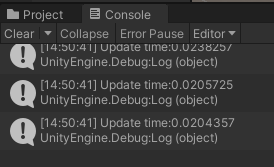 Project
Console
Clear
Collapse
Error Pause
Editor
[14:50:41] Update time:0.0238257
UnityEngine.Debug:Log (object)
[14:50:41] Update time:0.0205725
UnityEngine.Debug:Log (object)
[14:50:41] Update time:0.0204357
UnityEngine.Debug:Log (object)